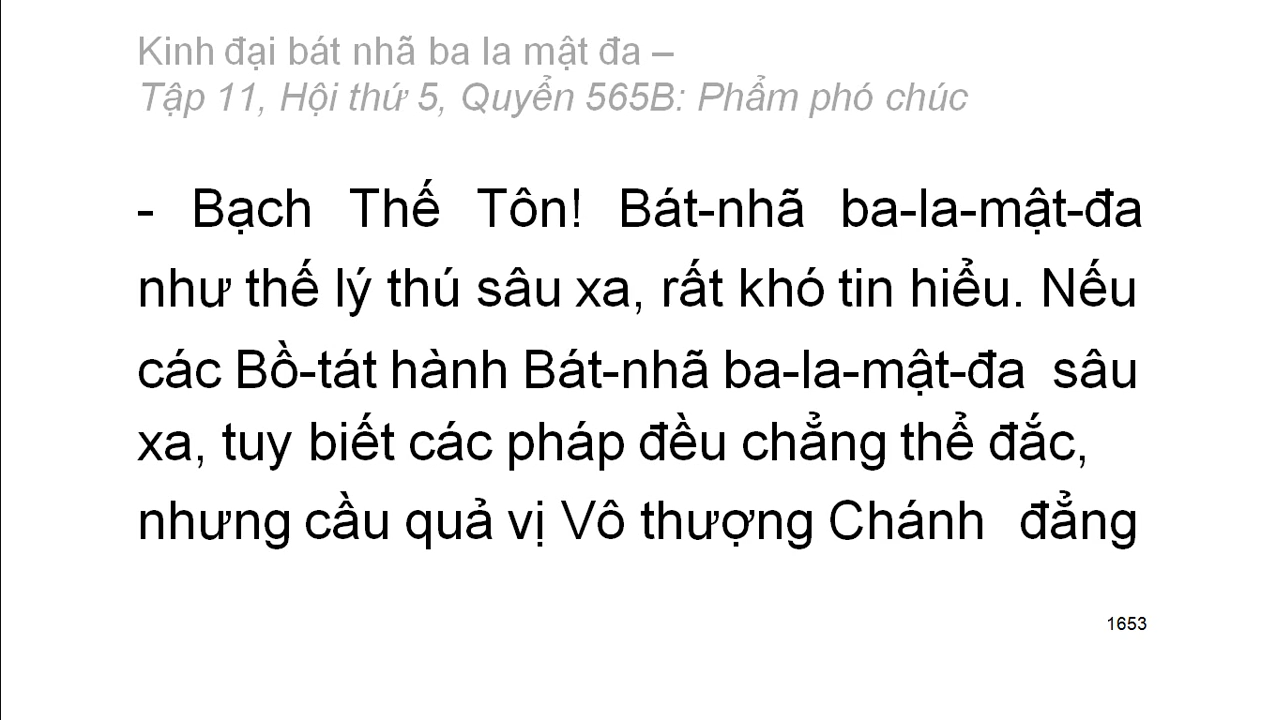 Kinh đại bát nhã ba la mật đa –
Tập 11, Hội thứ 5, Quyển 565B: Phẩm phó chúc
- Bạch Thế Tôn! Bát-nhã ba-la-mật-đa
như thế lý thú sâu xa, rất khó tin hiểu. Nếu
các Bồ-tát hành Bát-nhã ba-la-mật-đa sâu
xa, tuy biết các pháp đều chẳng thể đắc,
nhưng cầu quả vị Vô thượng Chánh đẳng
1653